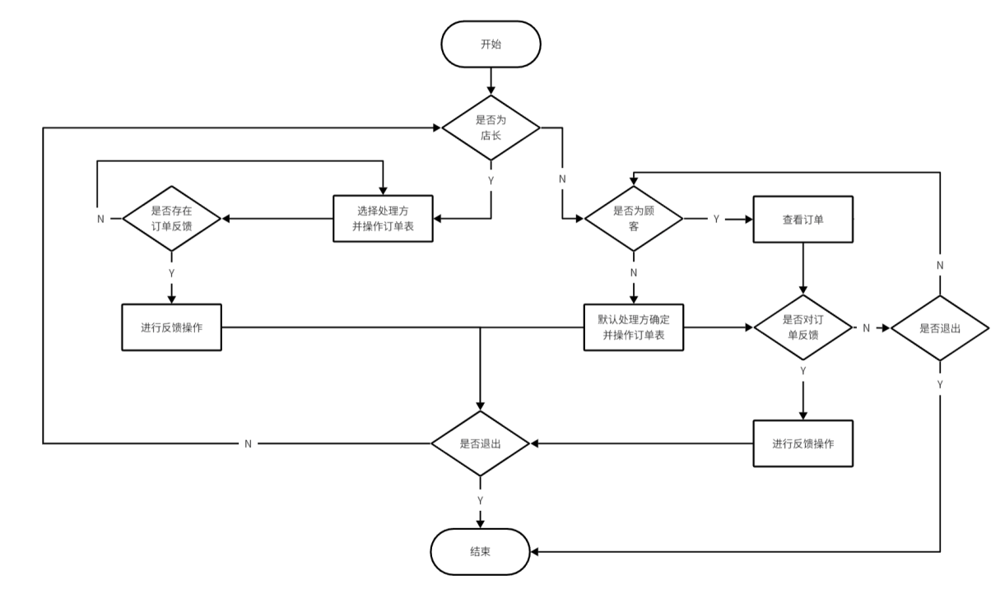 开始
是否为
店长
Y
N
是否存在
订单反馈
N
选择处理方
并操作订单表
是否为顾
客
Y
查看订单
Y
N
N
进行反馈操作
默认处理方确定
并操作订单表
是否对订
单反馈
N
是否退出
Y
Y
N
是否退出
进行反馈操作
Y
结束